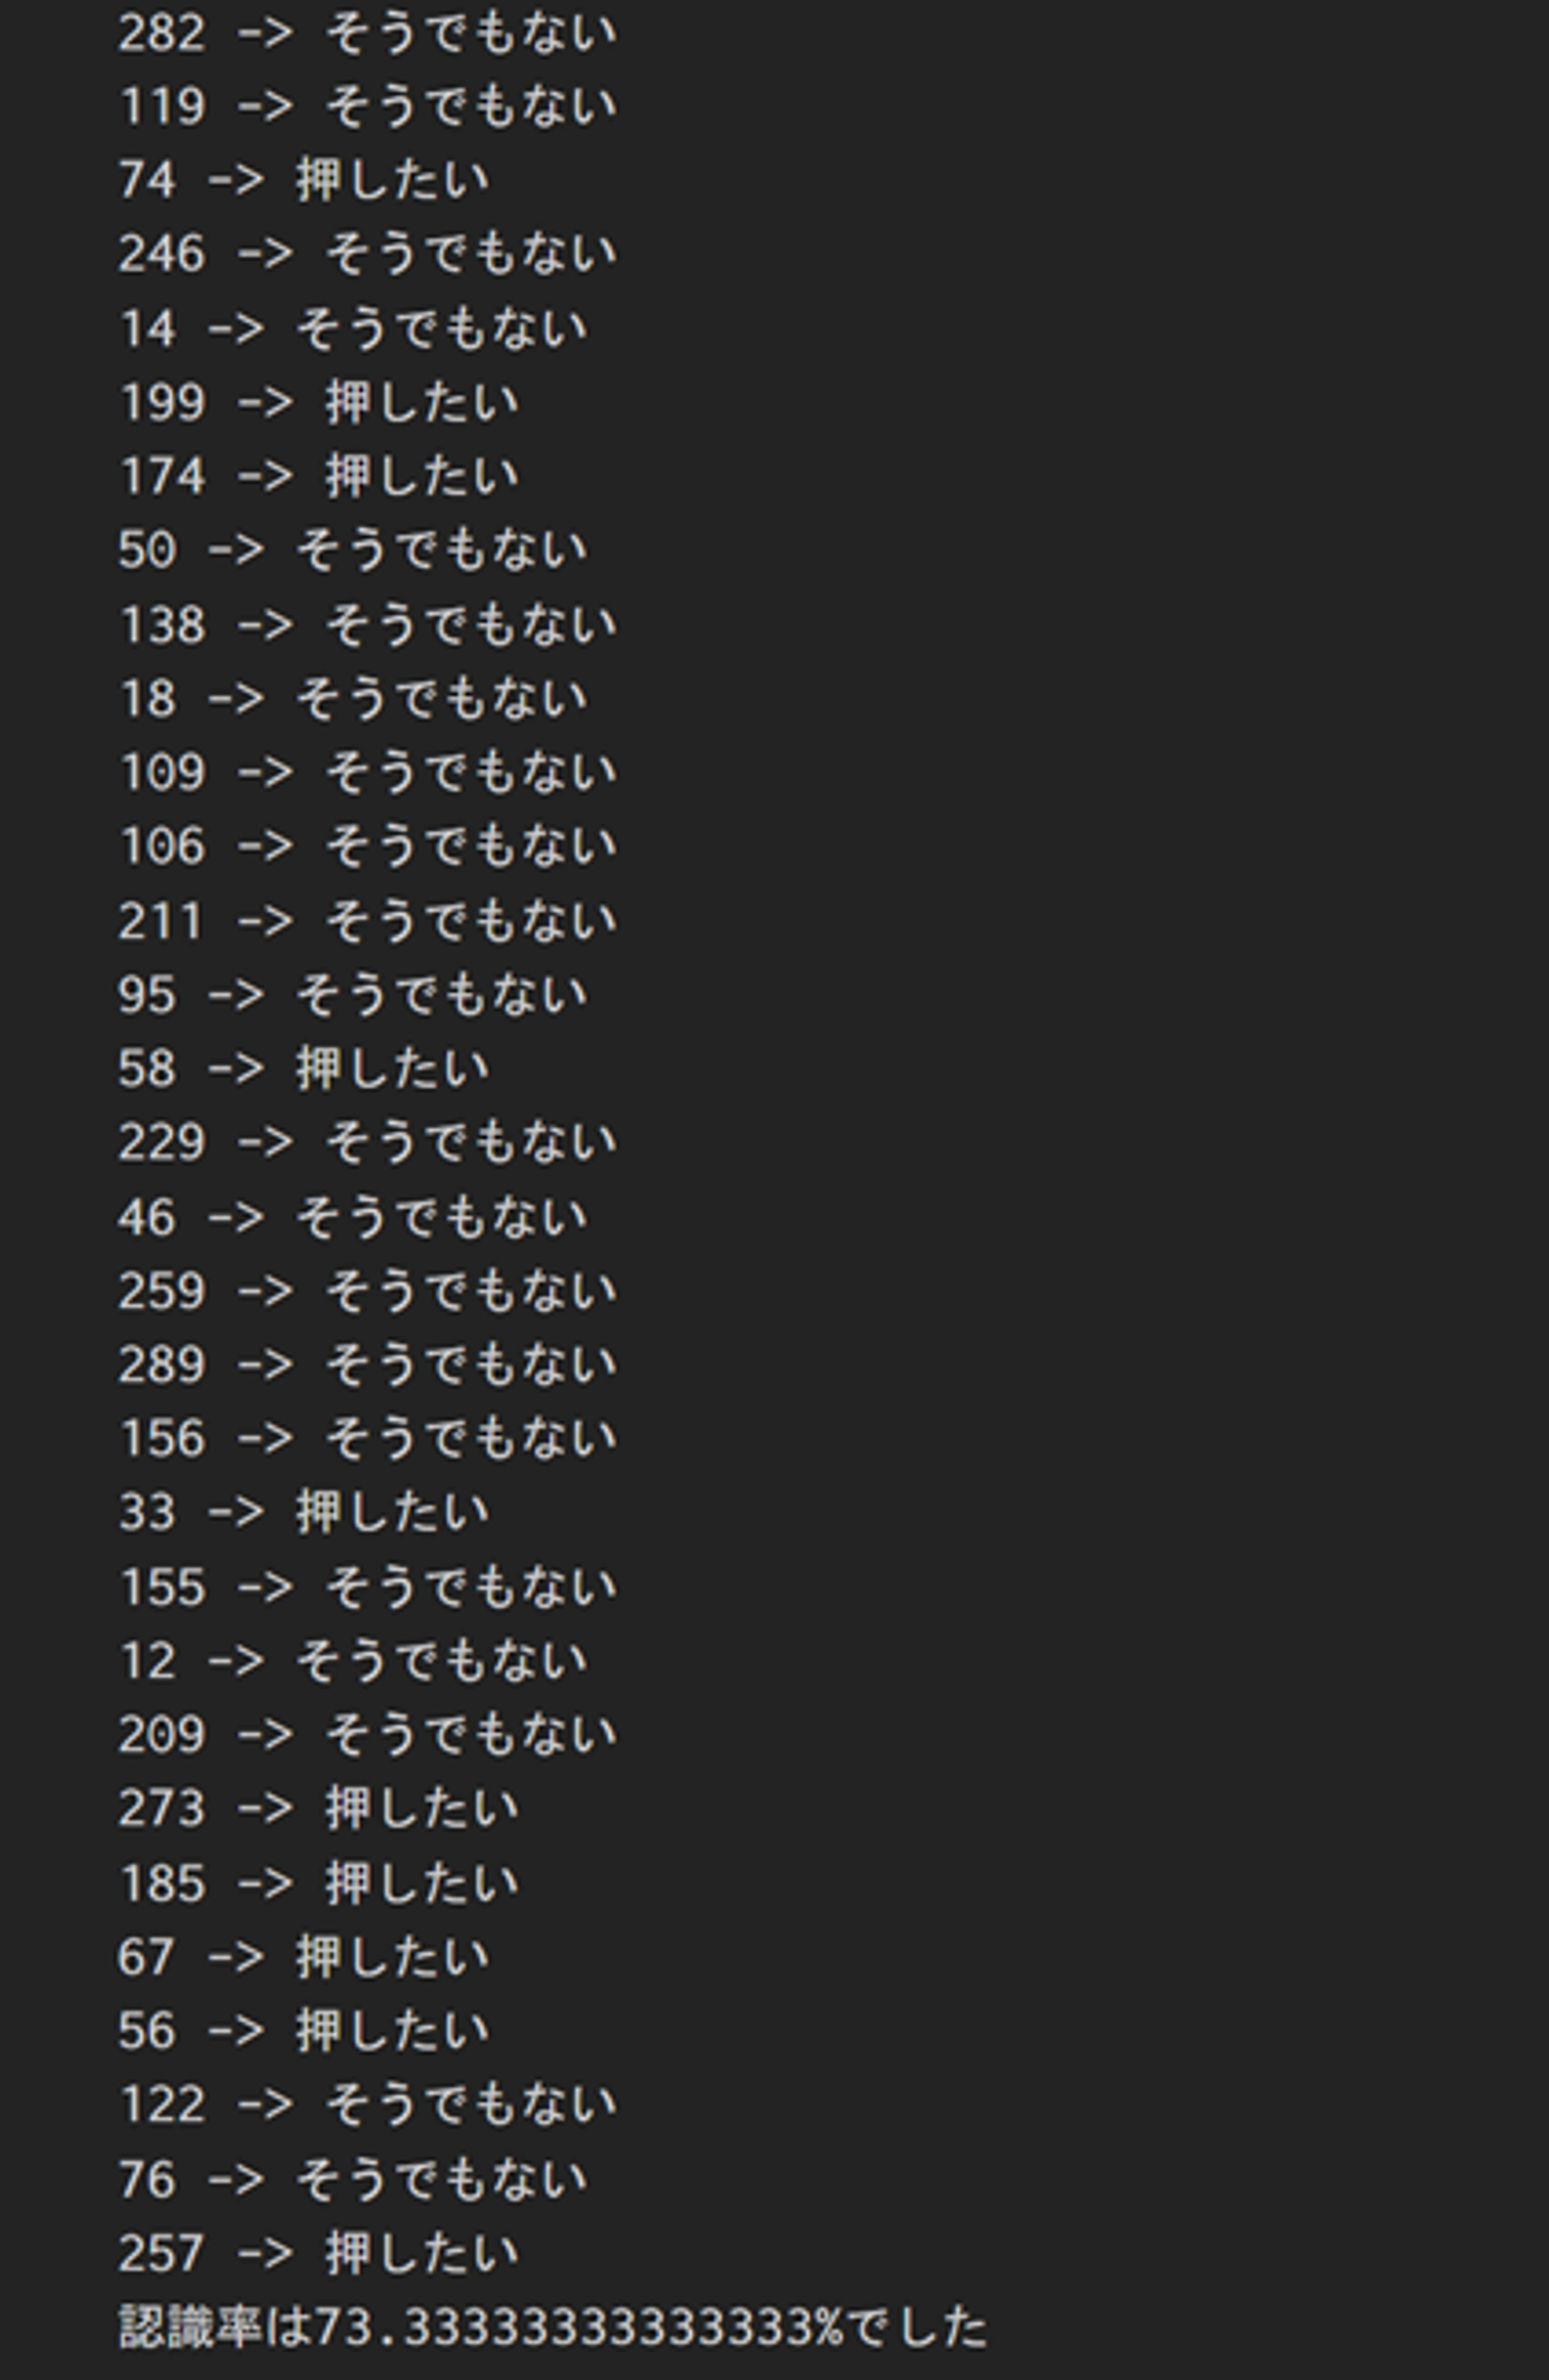 282 -> そうでもない
119 -> そうでもない
74 -> 押したい
246 -> そうでもない
14 -> そうでもない
199 -> 押したい
174 -> 押したい
50 -> そうでもない
138 -> そうでもない
18 -> そうでもない
109 -> そうでもない
106 -> そうでもない
211 -> そうでもない
95 -> そうでもない
58 -> 押したい
229 -> そうでもない
46 -> そうでもない
259 -> そうでもない
289 -> そうでもない
156 -> そうでもない
33 -> 押したい
155 -> そうでもない
12 -> そうでもない
209 -> そうでもない
273 -> 押したい
185 -> 押したい
67 -> 押したい
56 -> 押したい
122 -> そうでもない
76 -> そうでもない
257 -> 押したい
認識率は73.33333333333333%でした